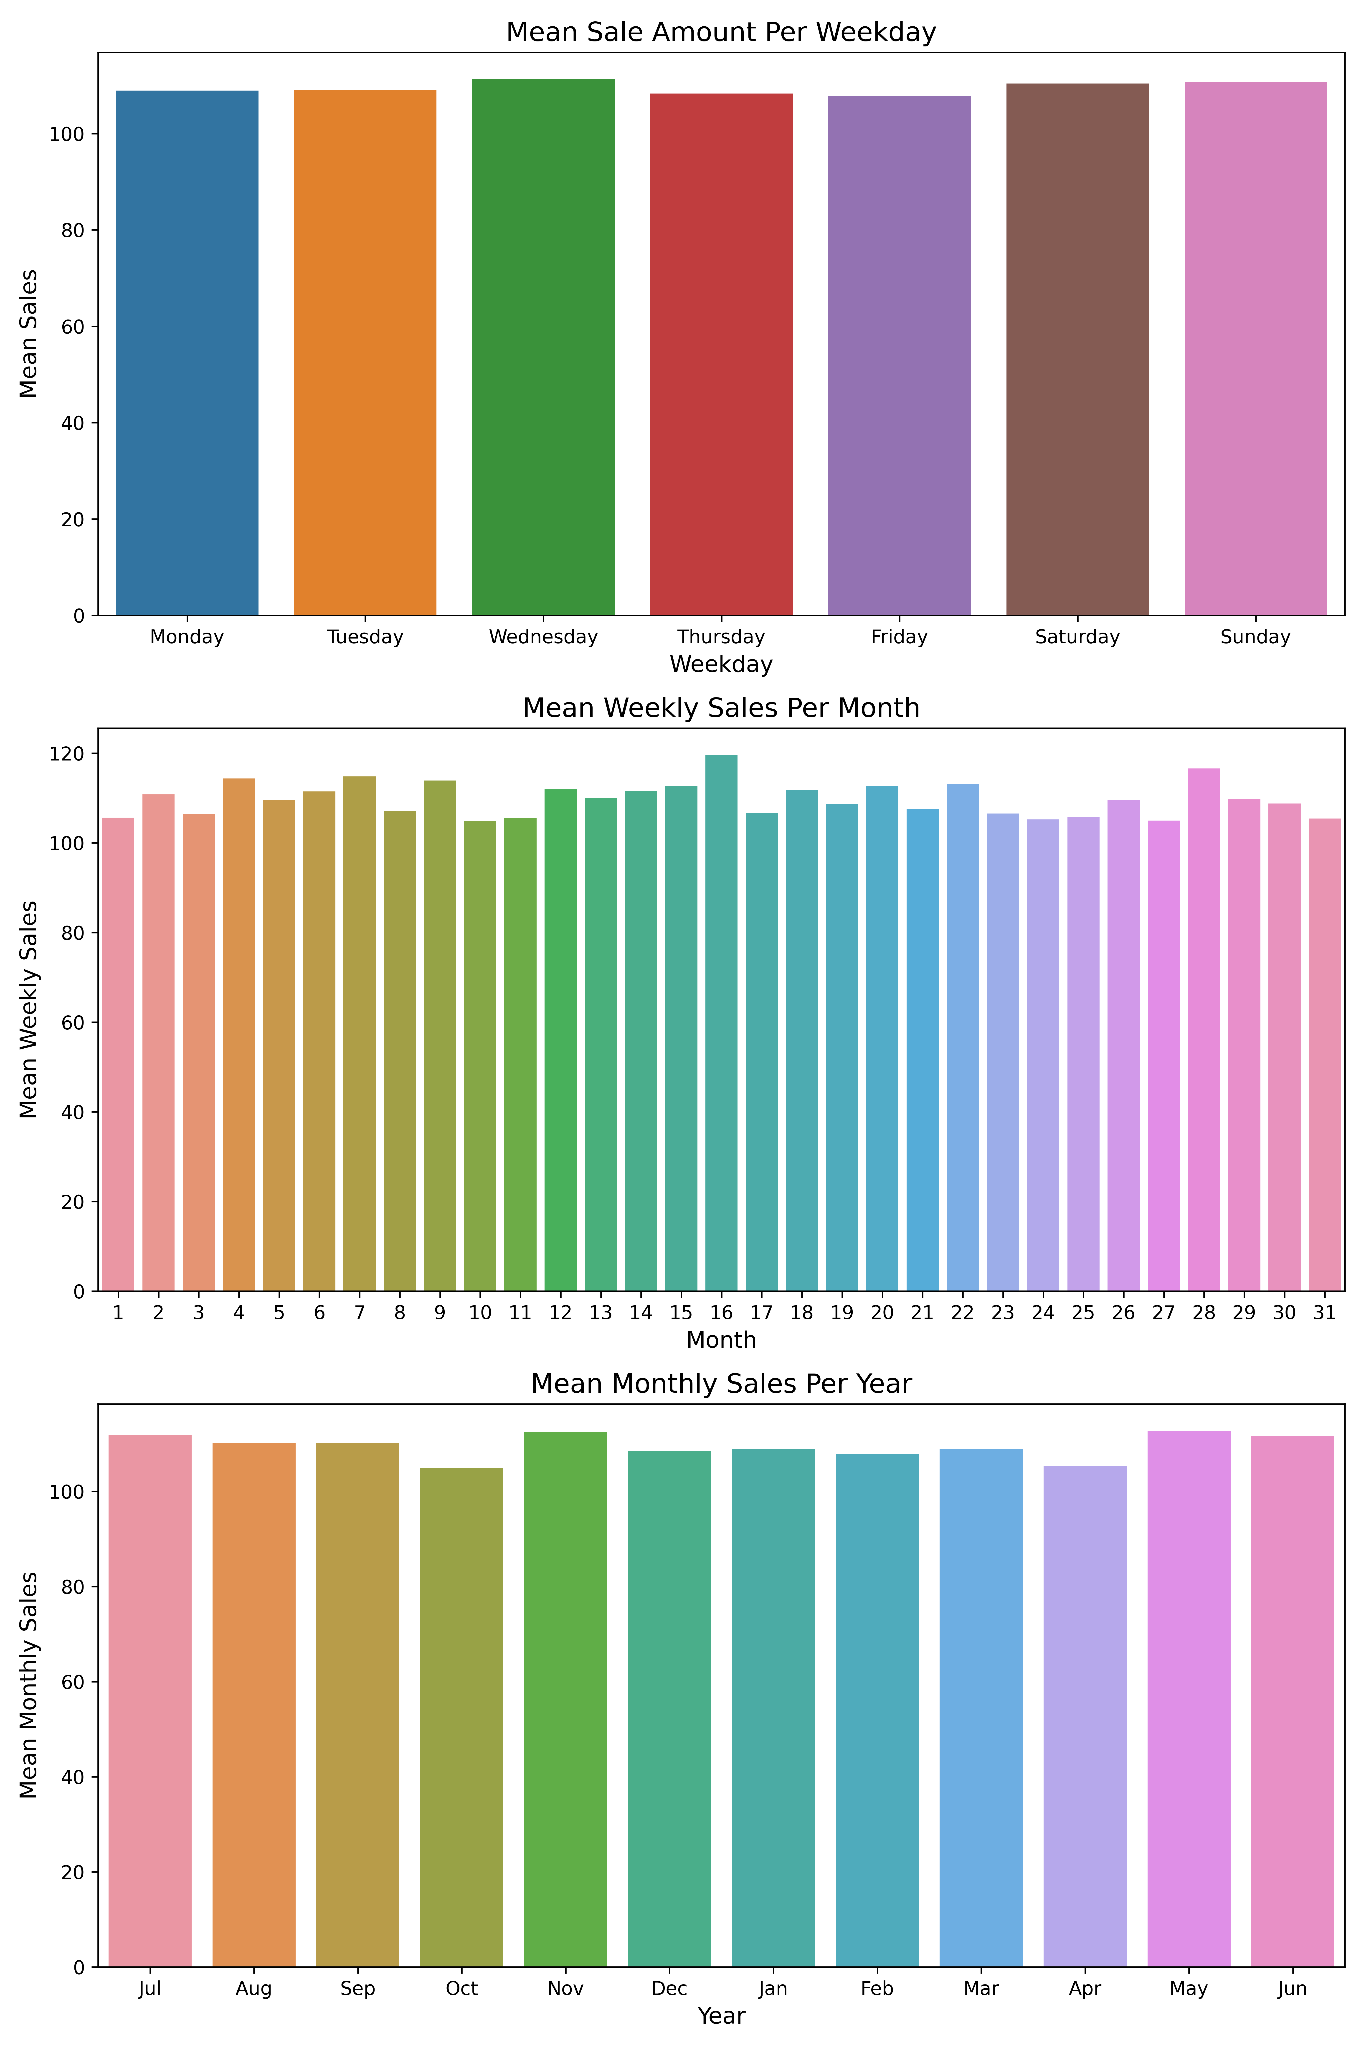 Mean Sale Amount Per Weekday
Mean Sales
100
80
60
40
20
0
Monday Tuesday Wednesday Thursday Friday Saturday Sunday
Weekday
Mean Weekly Sales Per Month
Mean Weekly Sales
120
100
80
60
40
20
0
1 2 3 4 5 6 7 8 9 10 11 12 13 14 15 16 17 18 19 20 21 22 23 24 25 26 27 28 29 30 31
Month
Mean Monthly Sales Per Year
Mean Monthly Sales
100
80
60
40
20
0
Jul Aug Sep Oct Nov Dec Jan Feb Mar Apr May Jun
Year